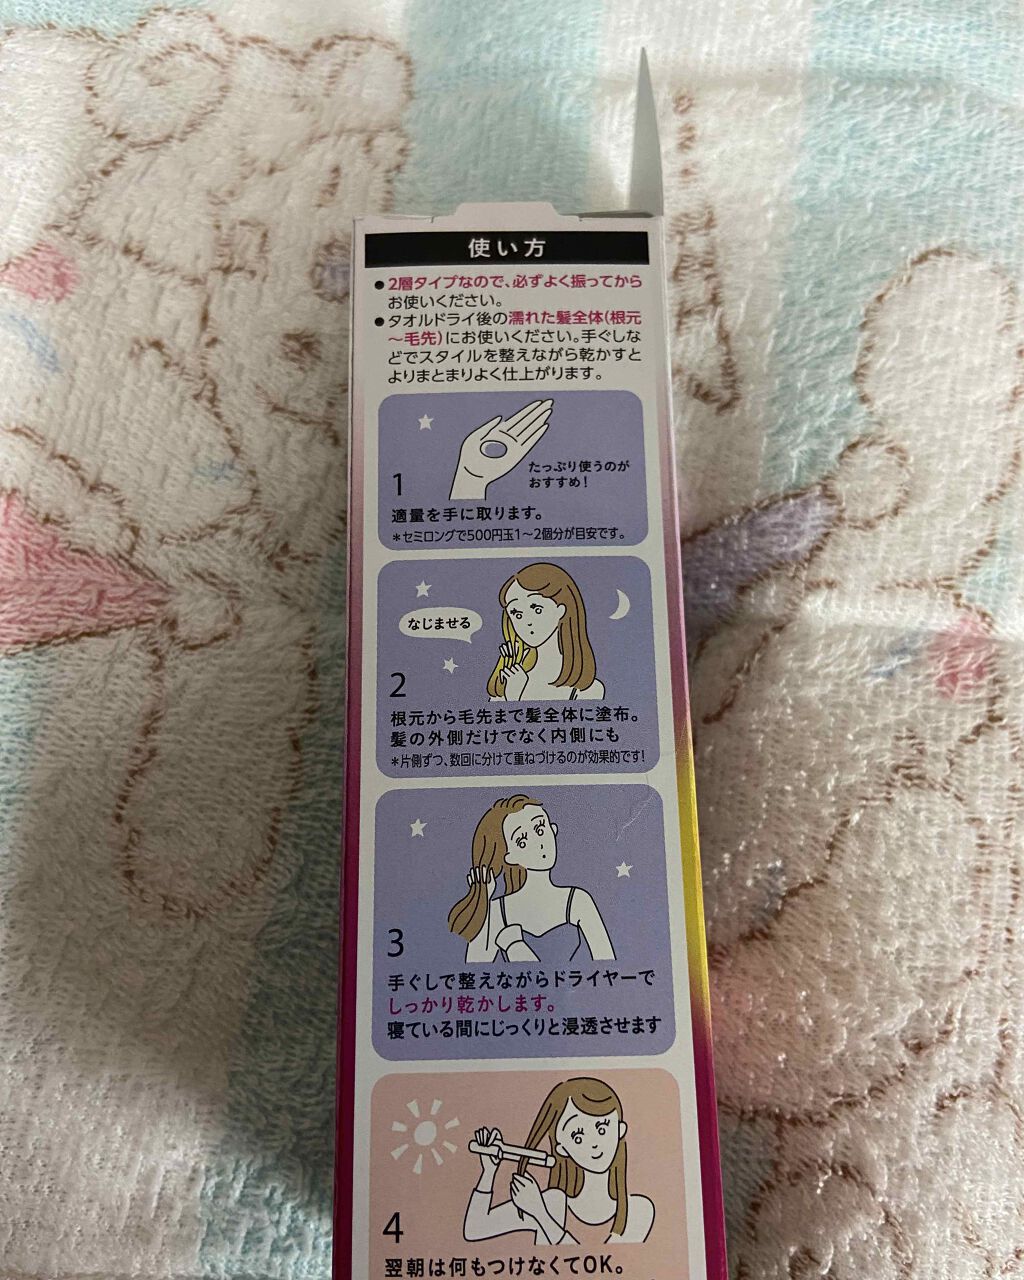 使い方
●2層タイプなので、必ずよく振ってから
お使いください。
●タオルドライ後の濡れた髪全体(根元
～毛先)にお使いください。手ぐしな
どでスタイルを整えながら乾かすと
よりまとまりよく仕上がります。
たっぷり使うのが
おすすめ！
1
適量を手に取ります。
＊セミロングで500円玉1～2個分が目安です。
なじませる
2
根元から毛先まで髪全体に塗布。
髪の外側だけでなく内側にも
＊片側ずつ、数回に分けて重ねづけるのが効果的です！
3
手ぐしで整えながらドライヤーで
しっかり乾かします。
寝ている間にじっくりと浸透させます
4
翌朝は何もつけなくてOK。